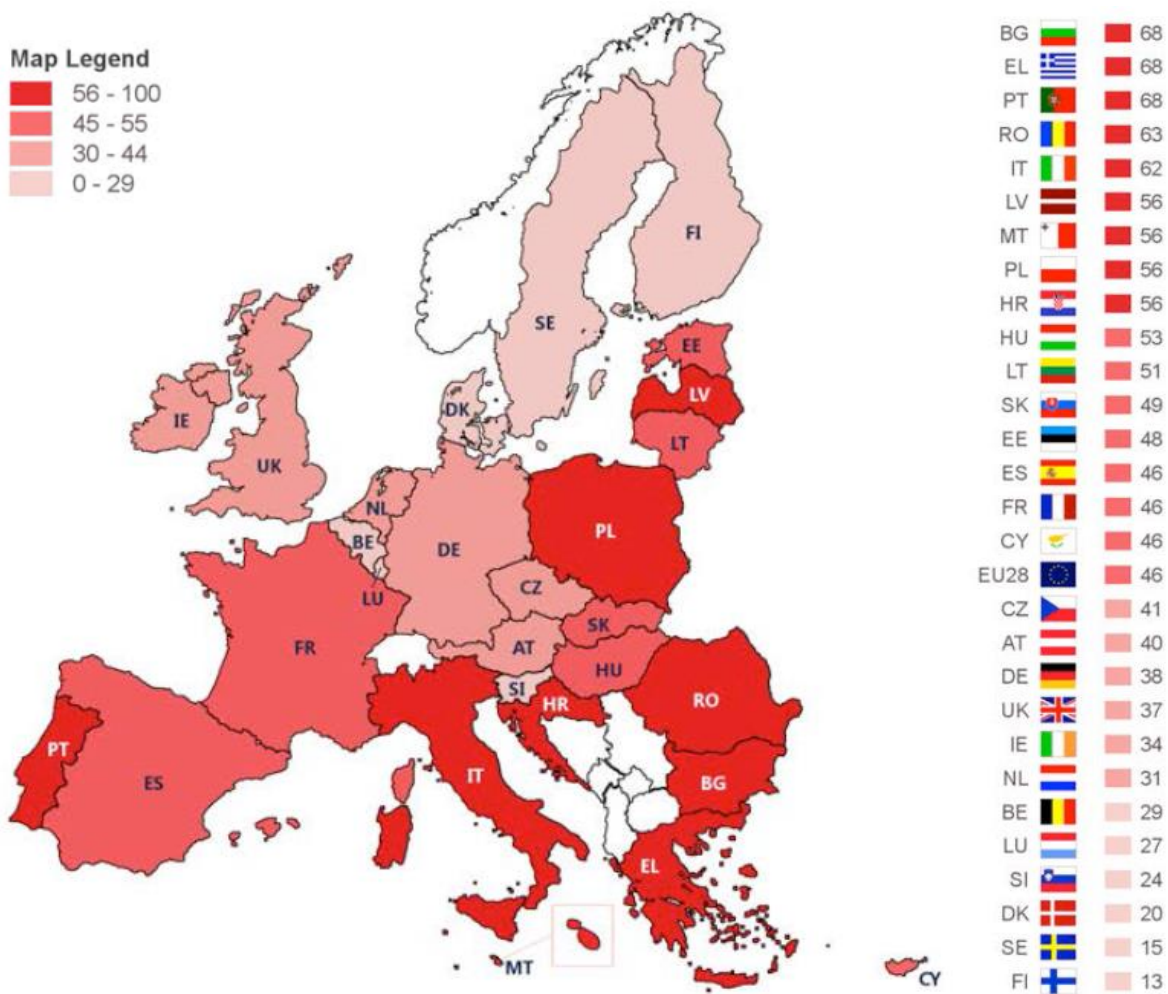 Map Legend
56 - 100
45 - 55
30 - 44
0 - 29
FI
SE
EE
LV
LT
DK
IE
UK
NL
BE
DE
PL
LU
CZ
SK
FR
AT
HU
SI
HR
RO
PT
ES
IT
BG
EL
MT
CY
BG 68
EL 68
PT 68
RO 63
IT 62
LV 56
MT 56
PL 56
HR 56
HU 53
LT 51
SK 49
EE 48
ES 46
FR 46
CY 46
EU28 46
CZ 41
AT 40
DE 38
UK 37
IE 34
NL 31
BE 29
LU 27
SI 24
DK 20
SE 15
FI 13